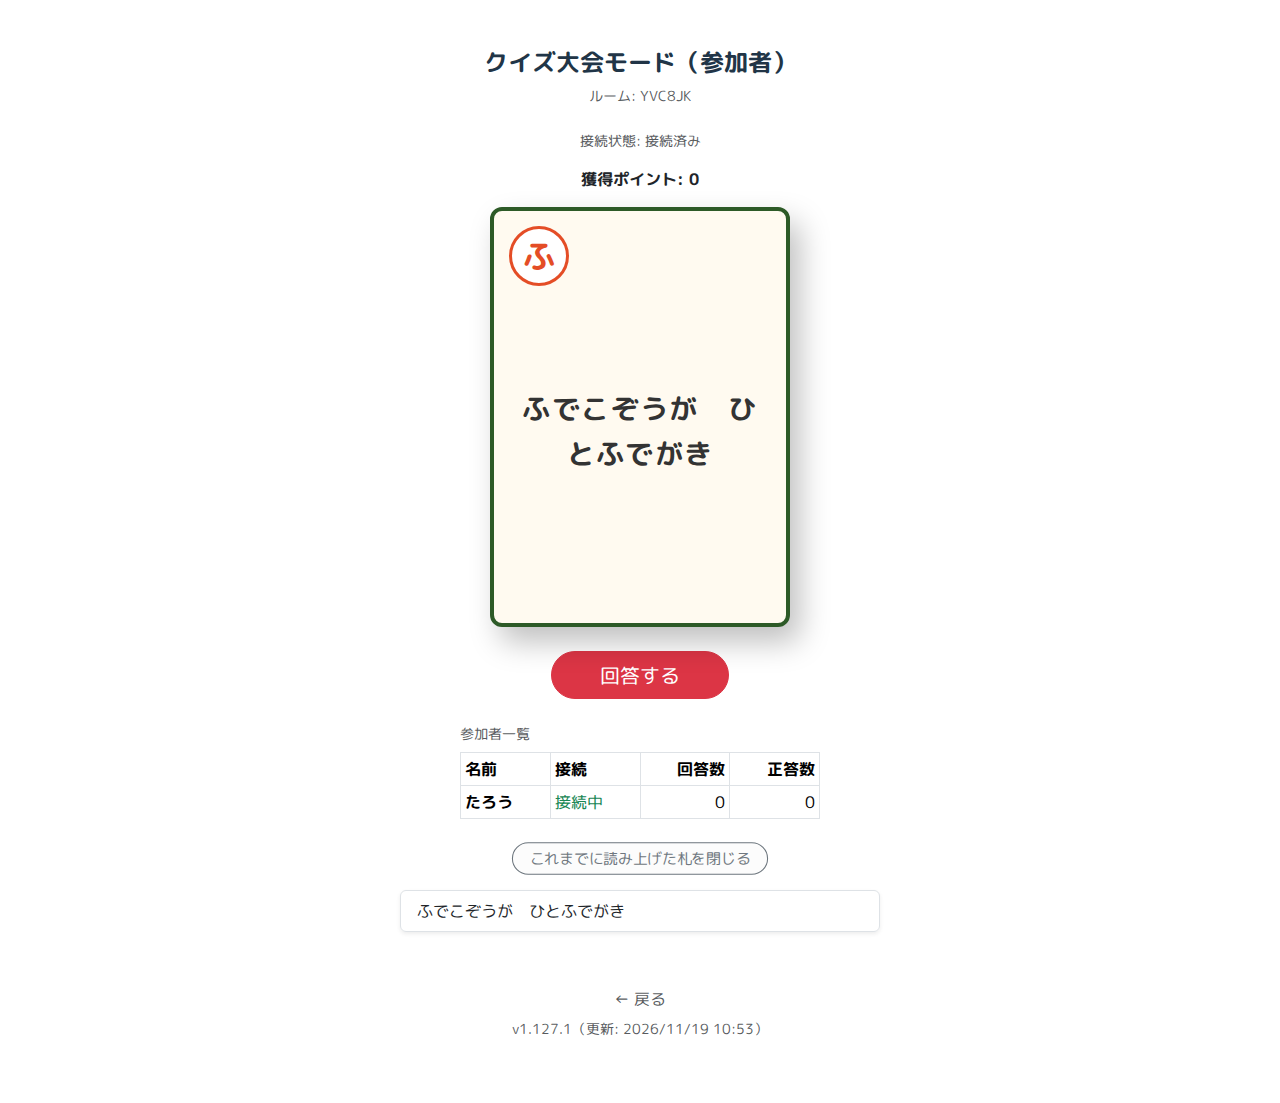 クイズ大会モード（参加者）
ルーム: YVC8JK
接続状態: 接続済み
獲得ポイント: 0
ふ
ふでこぞうが　ひ
とふでがき
回答する
参加者一覧
名前 接続 回答数 正答数
たろう 接続中 0 0
これまでに読み上げた札を閉じる
ふでこぞうが　ひとふでがき
← 戻る
v1.127.1（更新: 2026/11/19 10:53）